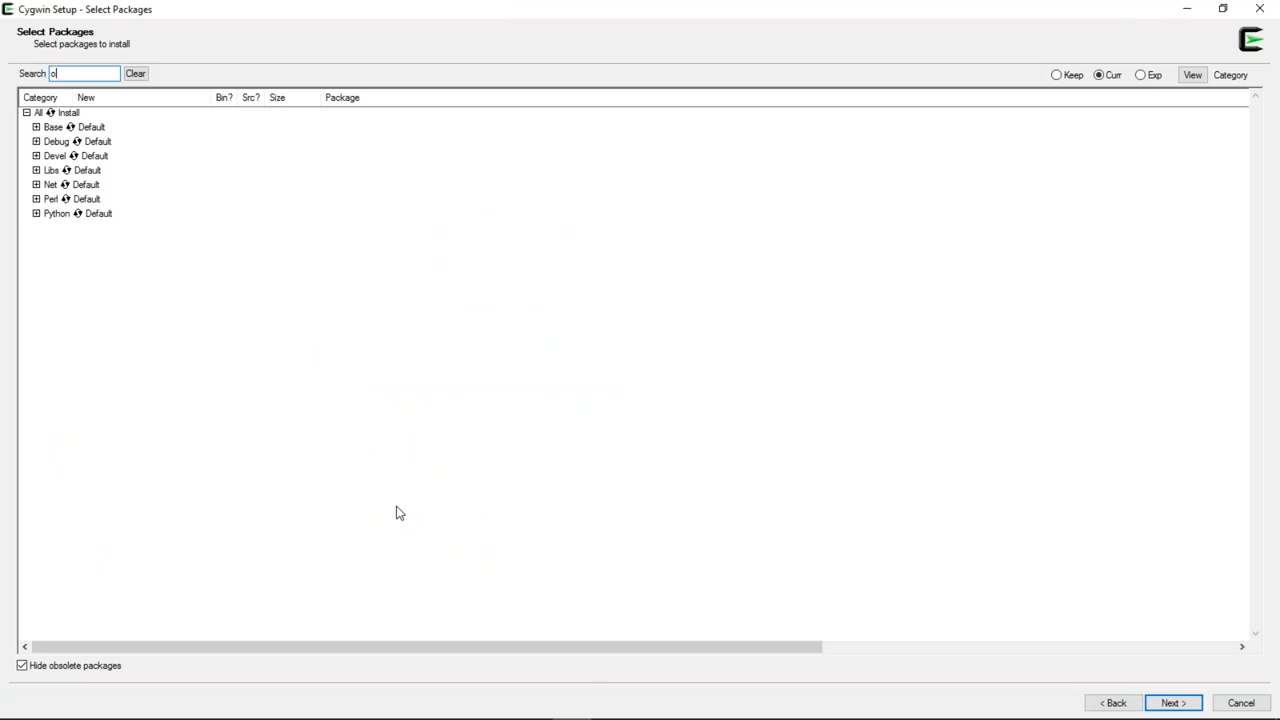 Cygwin Setup - Select Packages
Select Packages
Select packages to install
Search o Clear Keep Curr Exp View Category
Category New Bin? Src? Size Package
All Install
Base Default
Debug Default
Devel Default
Libs Default
Net Default
Perl Default
Python Default
Hide obsolete packages
< Back Next > Cancel